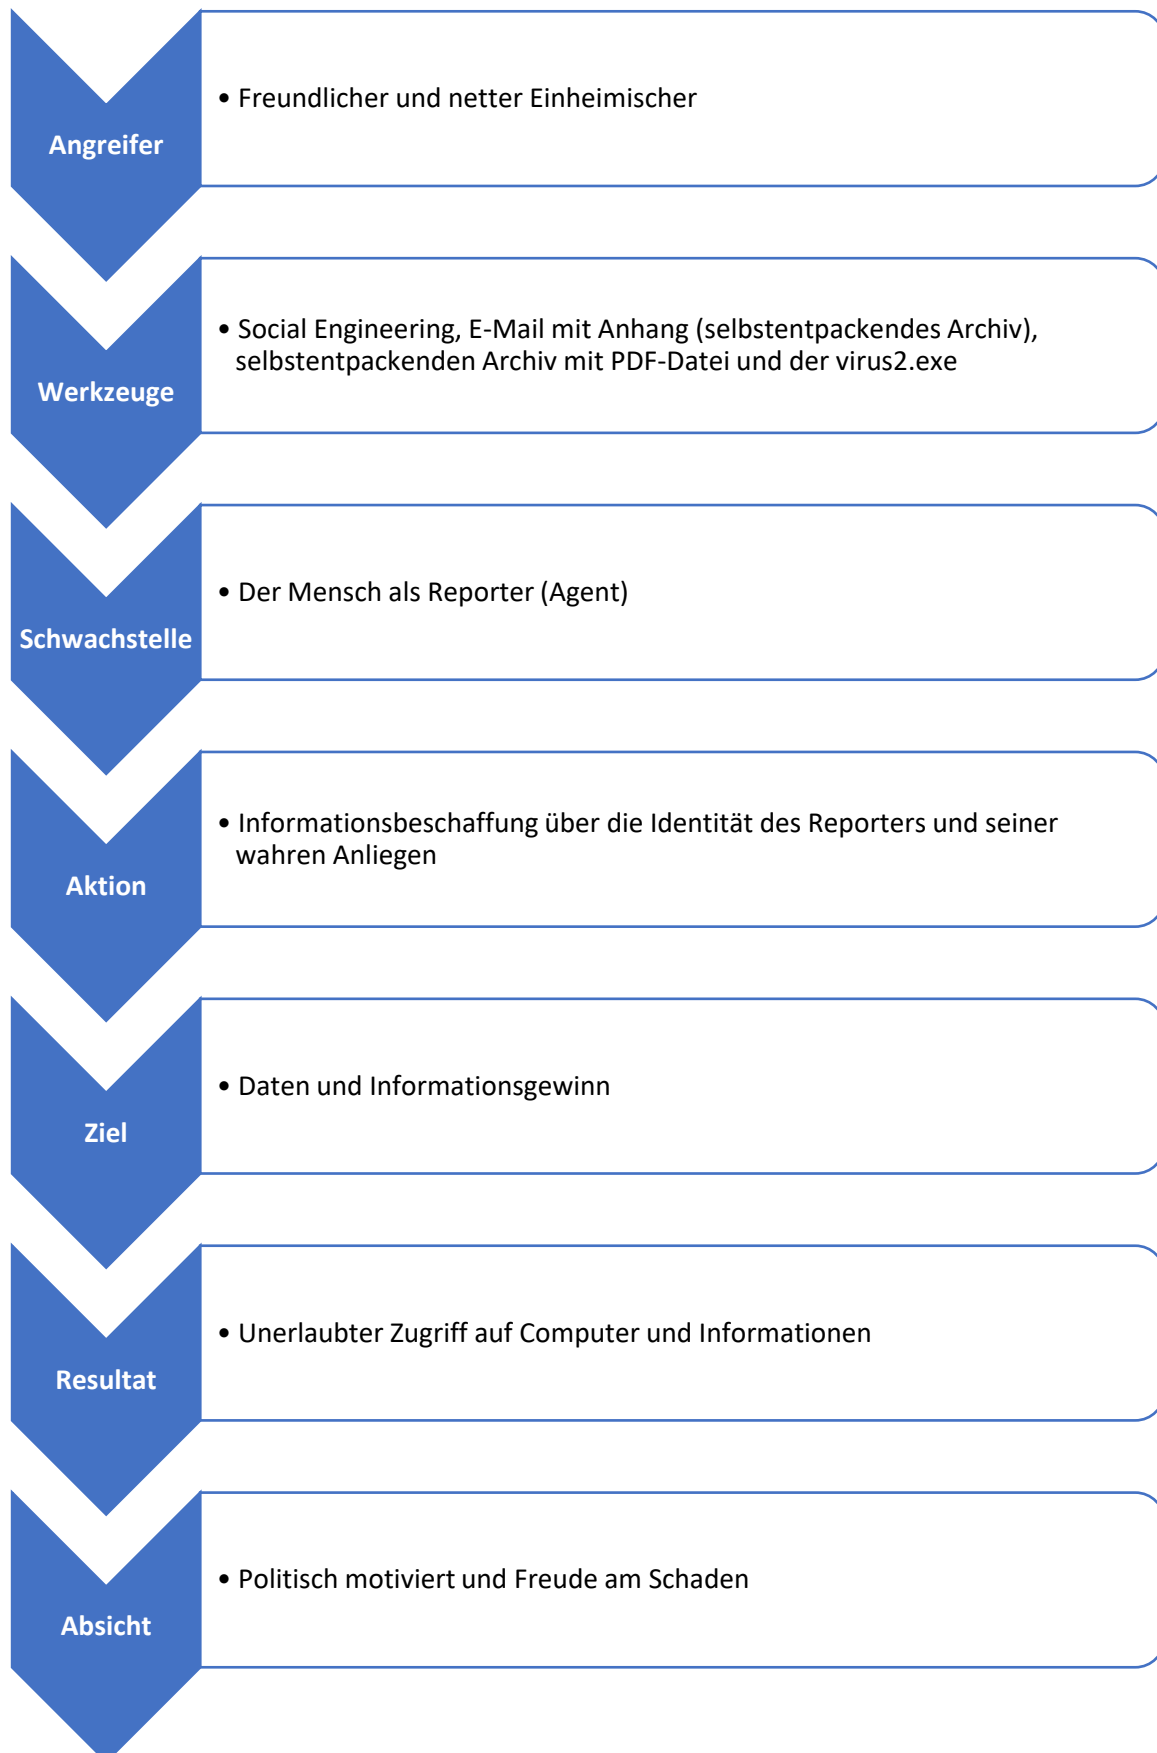 Angreifer
• Freundlicher und netter Einheimischer
Werkzeuge
• Social Engineering, E-Mail mit Anhang (selbstentpackendes Archiv),
selbstentpackenden Archiv mit PDF-Datei und der virus2.exe
Schwachstelle
• Der Mensch als Reporter (Agent)
Aktion
• Informationsbeschaffung über die Identität des Reporters und seiner
wahren Anliegen
Ziel
• Daten und Informationsgewinn
Resultat
• Unerlaubter Zugriff auf Computer und Informationen
Absicht
• Politisch motiviert und Freude am Schaden